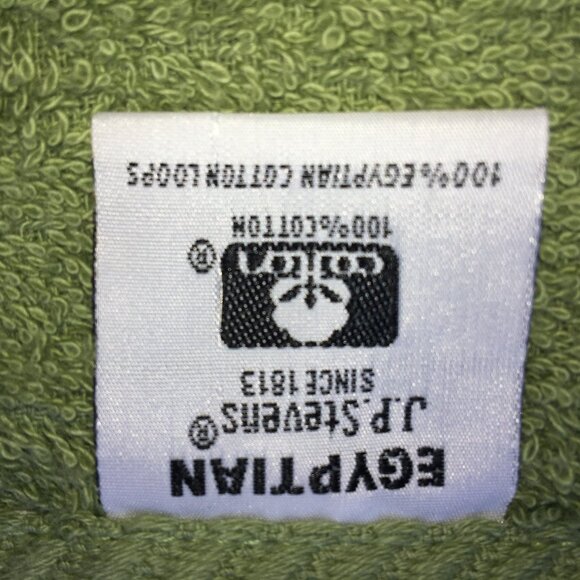 EGYPTIAN
J.P. Stevens®
SINCE 1813
cotton ®
100% COTTON
100% EGYPTIAN COTTON LOOPS